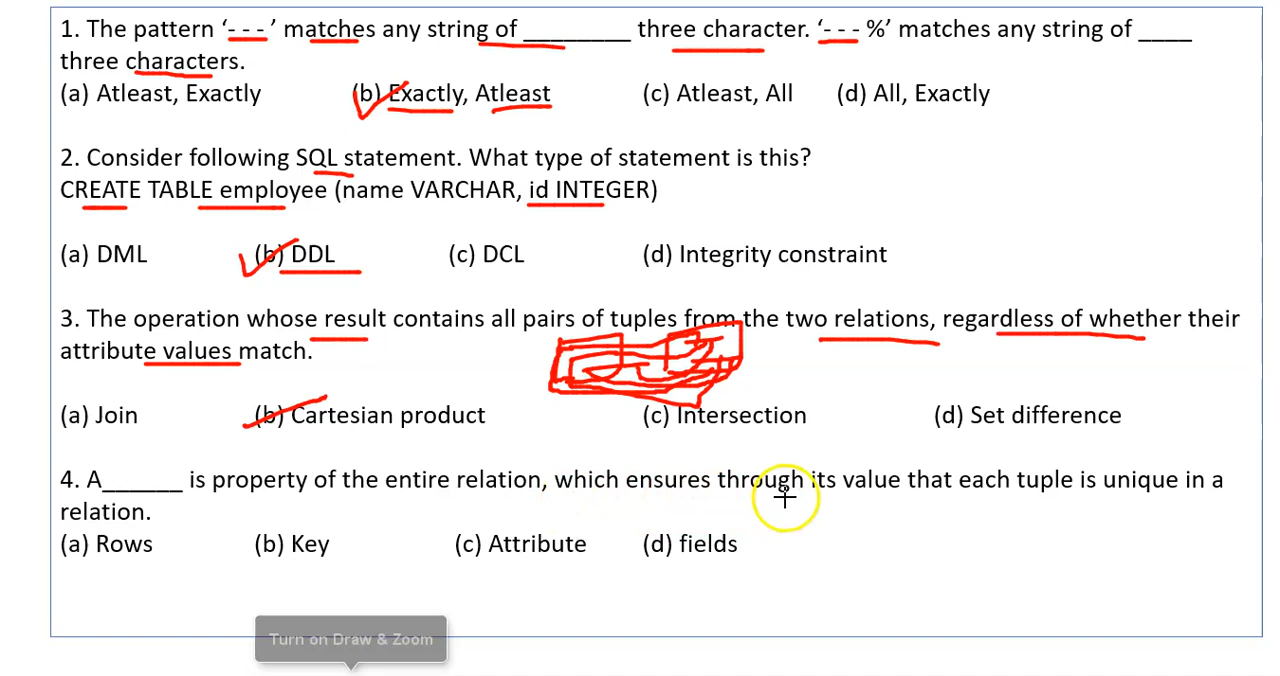 1. The pattern ‘- - -’ matches any string of ________ three character. ‘- - - %’ matches any string of ____
three characters.
(a) Atleast, Exactly (b) Exactly, Atleast (c) Atleast, All (d) All, Exactly
2. Consider following SQL statement. What type of statement is this?
CREATE TABLE employee (name VARCHAR, id INTEGER)
(a) DML (b) DDL (c) DCL (d) Integrity constraint
3. The operation whose result contains all pairs of tuples from the two relations, regardless of whether their
attribute values match.
(a) Join (b) Cartesian product (c) Intersection (d) Set difference
4. A______ is property of the entire relation, which ensures through its value that each tuple is unique in a
relation.
(a) Rows (b) Key (c) Attribute (d) fields
Turn on Draw & Zoom